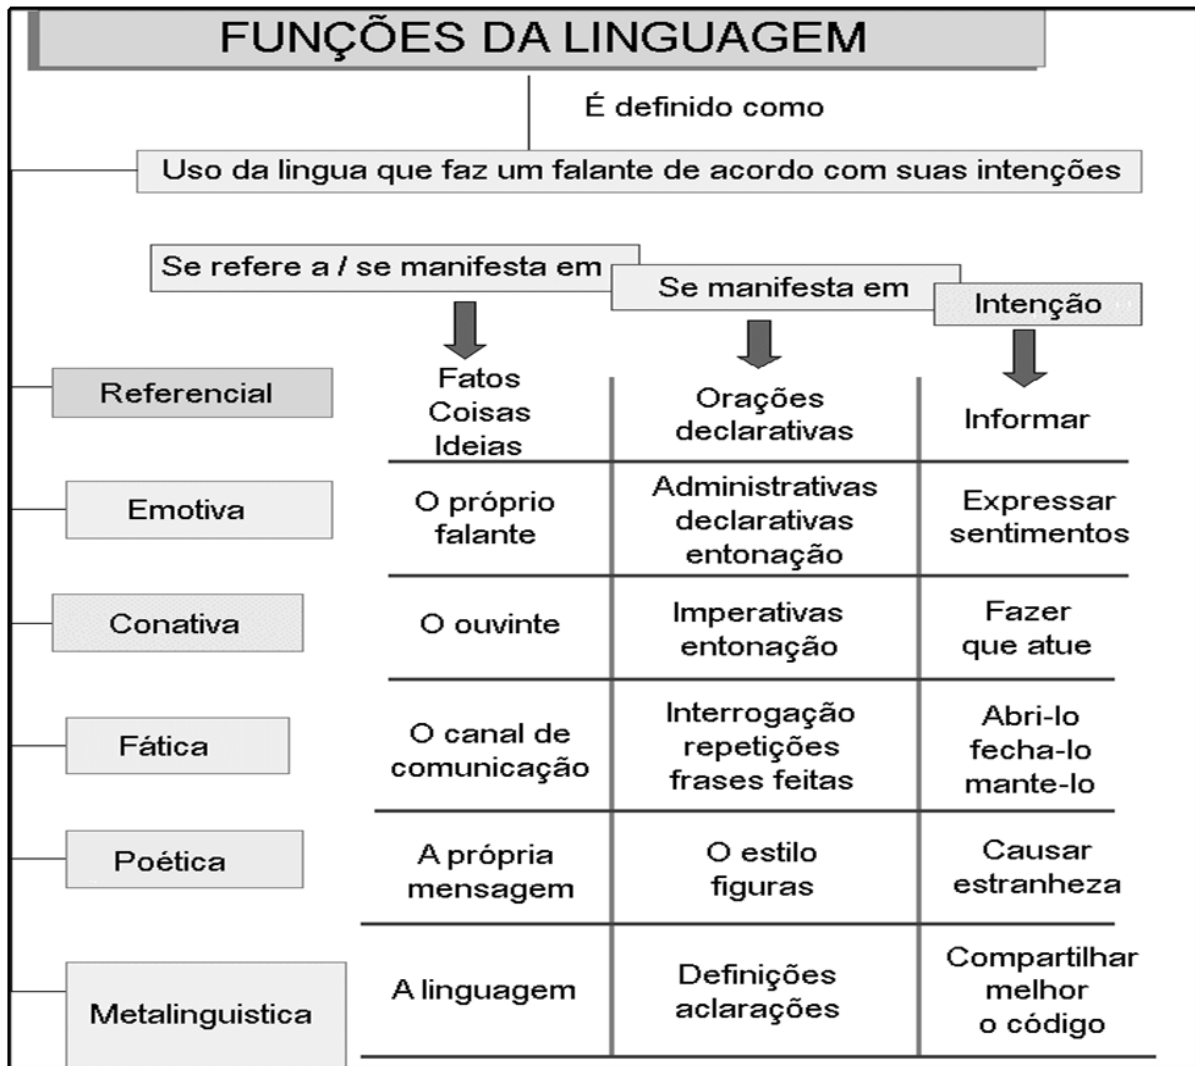 FUNÇÕES DA LINGUAGEM
É definido como
Uso da lingua que faz um falante de acordo com suas intenções
Se refere a / se manifesta em
Se manifesta em
Intenção
Referencial
Fatos
Coisas
Ideias
Orações
declarativas
Informar
Emotiva
O próprio
falante
Administrativas
declarativas
entonação
Expressar
sentimentos
Conativa
O ouvinte
Imperativas
entonação
Fazer
que atue
Fática
O canal de
comunicação
Interrogação
repetições
frases feitas
Abri-lo
fecha-lo
mante-lo
Poética
A própria
mensagem
O estilo
figuras
Causar
estranheza
Metalinguistica
A linguagem
Definições
aclarações
Compartilhar
melhor
o código